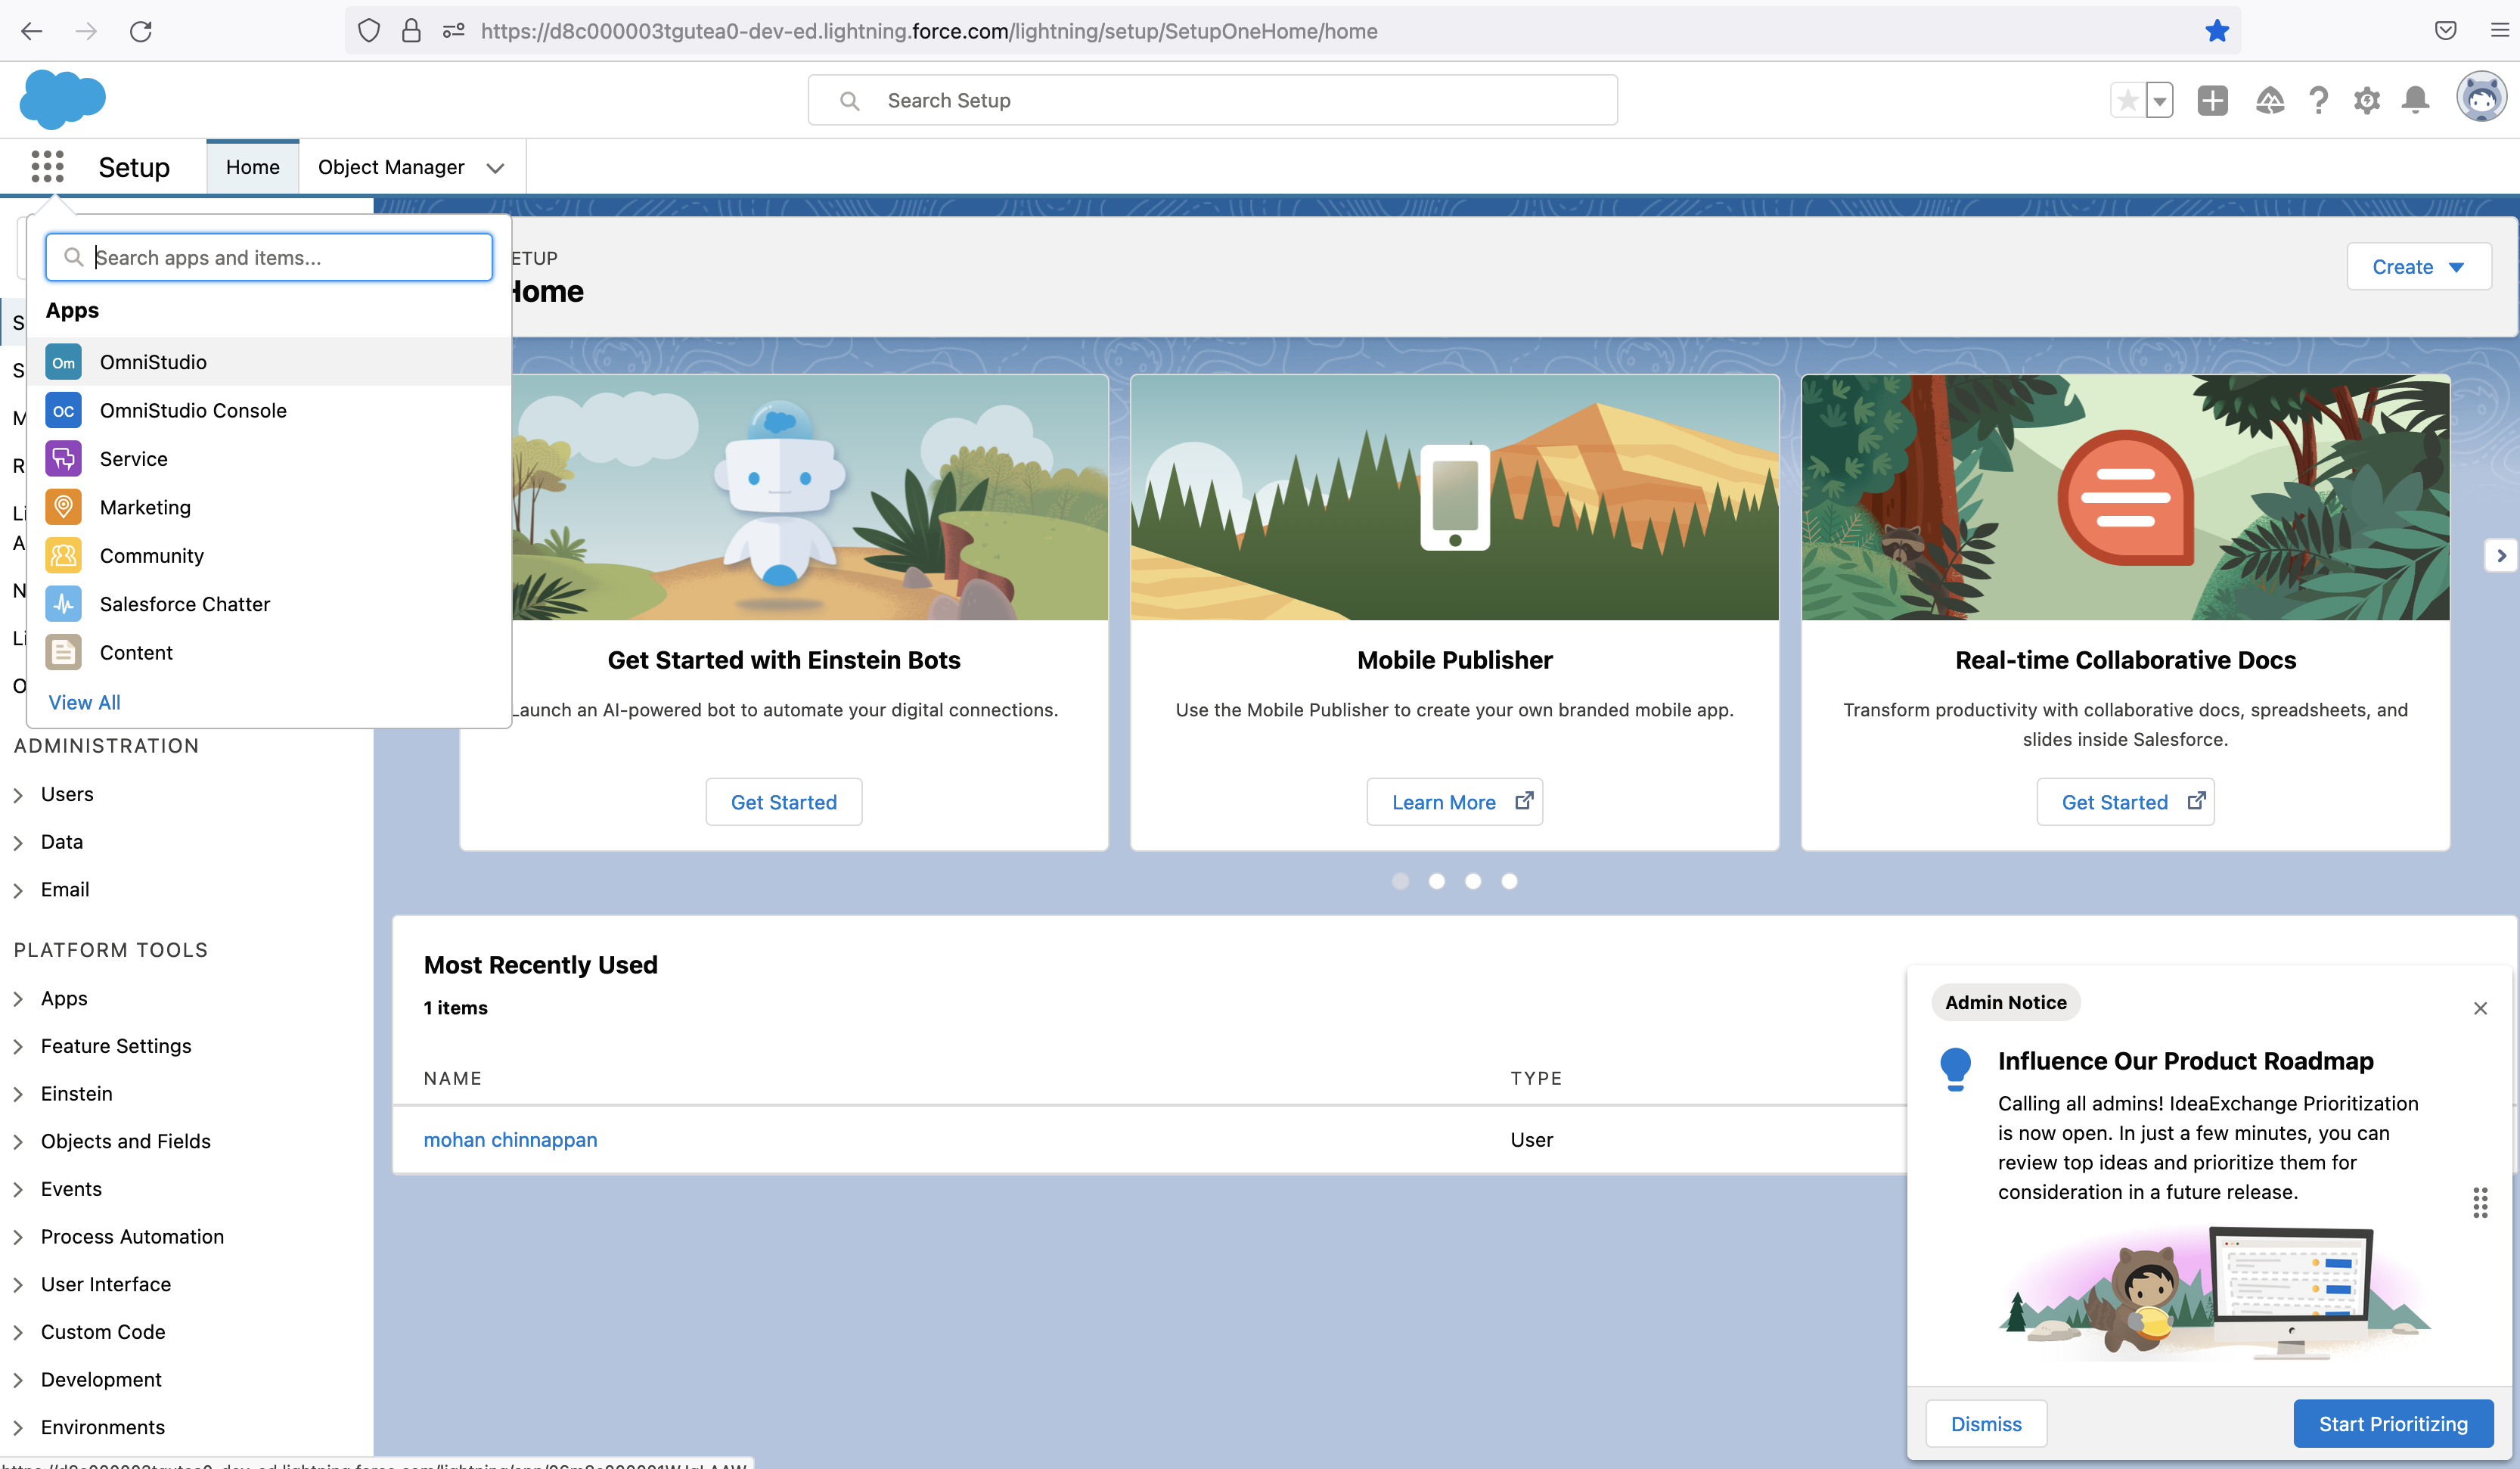 https://d8c000003tgutea0-dev-ed.lightning.force.com/lightning/setup/SetupOneHome/home
Search Setup
Setup
Home
Object Manager
Search apps and items...
Apps
Om OmniStudio
OC OmniStudio Console
Service
Marketing
Community
Salesforce Chatter
Content
View All
S
S
M
R
Li
A
N
Li
O
ADMINISTRATION
Users
Data
Email
PLATFORM TOOLS
Apps
Feature Settings
Einstein
Objects and Fields
Events
Process Automation
User Interface
Custom Code
Development
Environments
ETUP
Home
Create
Get Started with Einstein Bots
Launch an AI-powered bot to automate your digital connections.
Get Started
Mobile Publisher
Use the Mobile Publisher to create your own branded mobile app.
Learn More
Real-time Collaborative Docs
Transform productivity with collaborative docs, spreadsheets, and
slides inside Salesforce.
Get Started
Most Recently Used
1 items
NAME TYPE
mohan chinnappan User
Admin Notice
Influence Our Product Roadmap
Calling all admins! IdeaExchange Prioritization
is now open. In just a few minutes, you can
review top ideas and prioritize them for
consideration in a future release.
Dismiss
Start Prioritizing